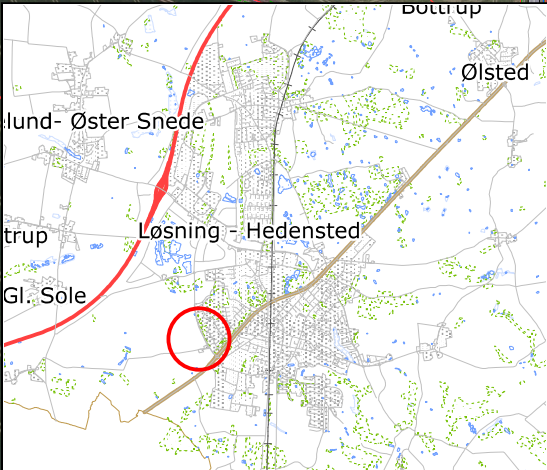 Bottrup
Ølsted
lund- Øster Snede
trup
Løsning - Hedensted
Gl. Sole